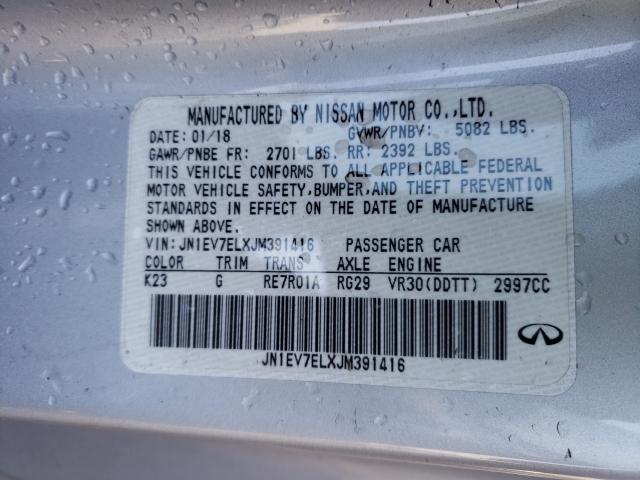 MANUFACTURED BY NISSAN MOTOR CO.,LTD.
DATE: 01/18 GVWR/PNBV: 5082 LBS.
GAWR/PNBE FR: 2701 LBS. RR: 2392 LBS.
THIS VEHICLE CONFORMS TO ALL APPLICABLE FEDERAL
MOTOR VEHICLE SAFETY,BUMPER,AND THEFT PREVENTION
STANDARDS IN EFFECT ON THE DATE OF MANUFACTURE
SHOWN ABOVE.
VIN: JN1EV7ELXJM391416 PASSENGER CAR
COLOR TRIM TRANS AXLE ENGINE
K23 G RE7R01A RG29 VR30(DDTT) 2997CC
JN1EV7ELXJM391416